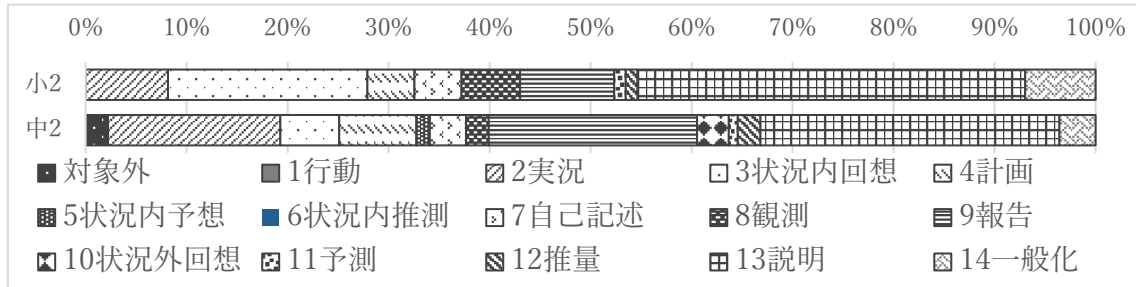 0% 10% 20% 30% 40% 50% 60% 70% 80% 90% 100%
小2
中2
対象外 1行動 2実況 3状況内回想 4計画
5状況内予想 6状況内推測 7自己記述 8観測 9報告
10状況外回想 11予測 12推量 13説明 14一般化